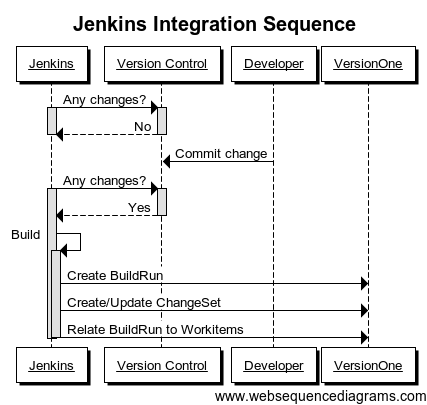 Jenkins Integration Sequence
Jenkins Version Control Developer VersionOne
Any changes?
No
Commit change
Any changes?
Yes
Build
Create BuildRun
Create/Update ChangeSet
Relate BuildRun to Workitems
Jenkins Version Control Developer VersionOne
www.websequencediagrams.com